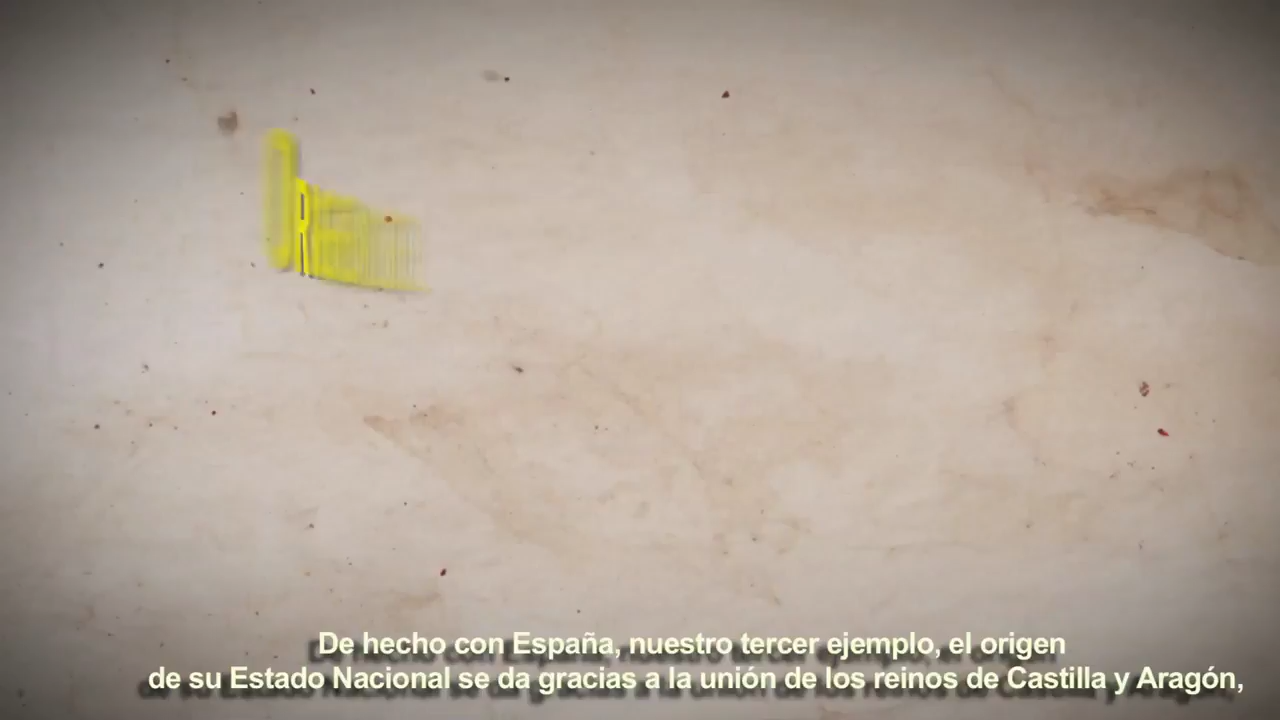 De hecho con España, nuestro tercer ejemplo, el origen
de su Estado Nacional se da gracias a la unión de los reinos de Castilla y Aragón,